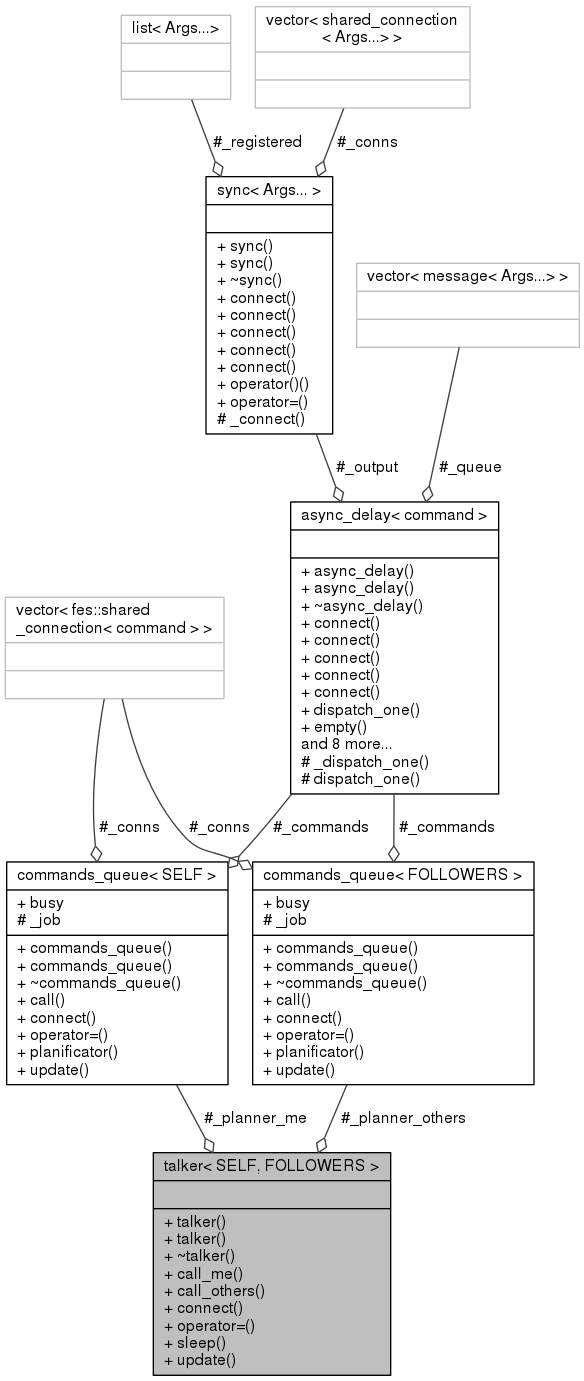 list< Args...>
vector< shared_connection
< Args...> >
#_registered
#_conns
sync< Args... >
+ sync()
+ sync()
+ ~sync()
+ connect()
+ connect()
+ connect()
+ connect()
+ connect()
+ operator()()
+ operator=()
# _connect()
vector< message< Args...> >
#_output
#_queue
async_delay< command >
+ async_delay()
+ async_delay()
+ ~async_delay()
+ connect()
+ connect()
+ connect()
+ connect()
+ connect()
+ dispatch_one()
+ empty()
and 8 more...
# _dispatch_one()
# dispatch_one()
vector< fes::shared
_connection< command > >
#_conns
#_conns
#_commands
#_commands
commands_queue< SELF >
+ busy
# _job
+ commands_queue()
+ commands_queue()
+ ~commands_queue()
+ call()
+ connect()
+ operator=()
+ planificator()
+ update()
commands_queue< FOLLOWERS >
+ busy
# _job
+ commands_queue()
+ commands_queue()
+ ~commands_queue()
+ call()
+ connect()
+ operator=()
+ planificator()
+ update()
#_planner_me
#_planner_others
talker< SELF, FOLLOWERS >
+ talker()
+ talker()
+ ~talker()
+ call_me()
+ call_others()
+ connect()
+ operator=()
+ sleep()
+ update()